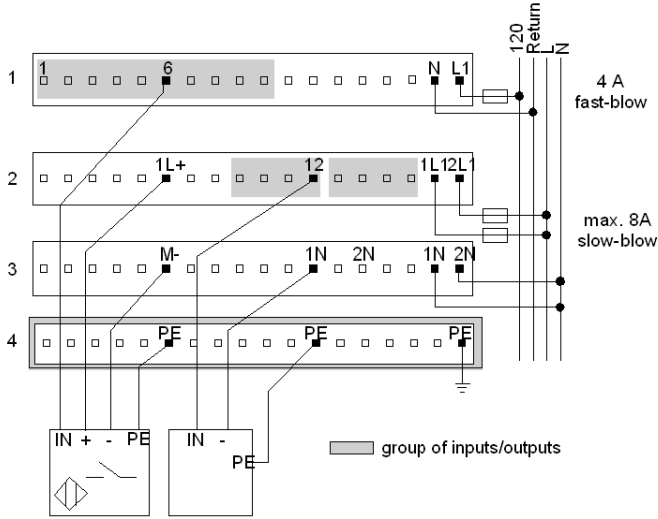 120
Return
L
N
1
1
6
N
L1
4 A
fast-blow
2
1L+
12
1L1
2L1
max. 8A
slow-blow
3
M-
1N
2N
1N
2N
4
PE
PE
PE
IN + - PE
IN -
PE
group of inputs/outputs